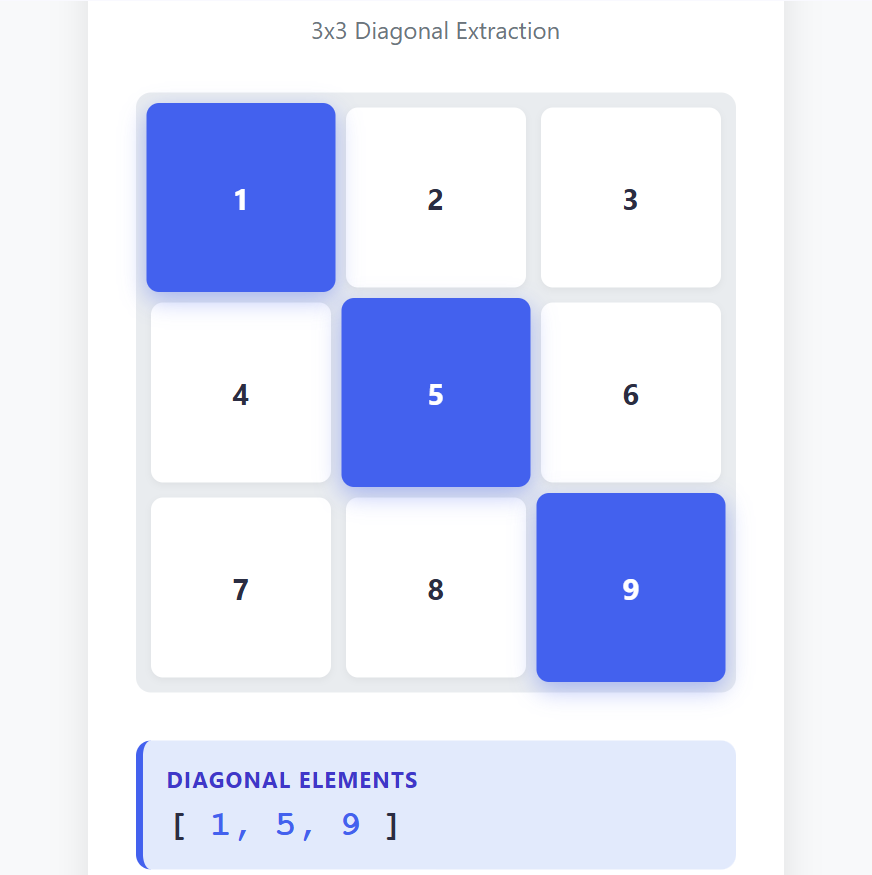 3x3 Diagonal Extraction
1 2 3
4 5 6
7 8 9
DIAGONAL ELEMENTS
[ 1, 5, 9 ]